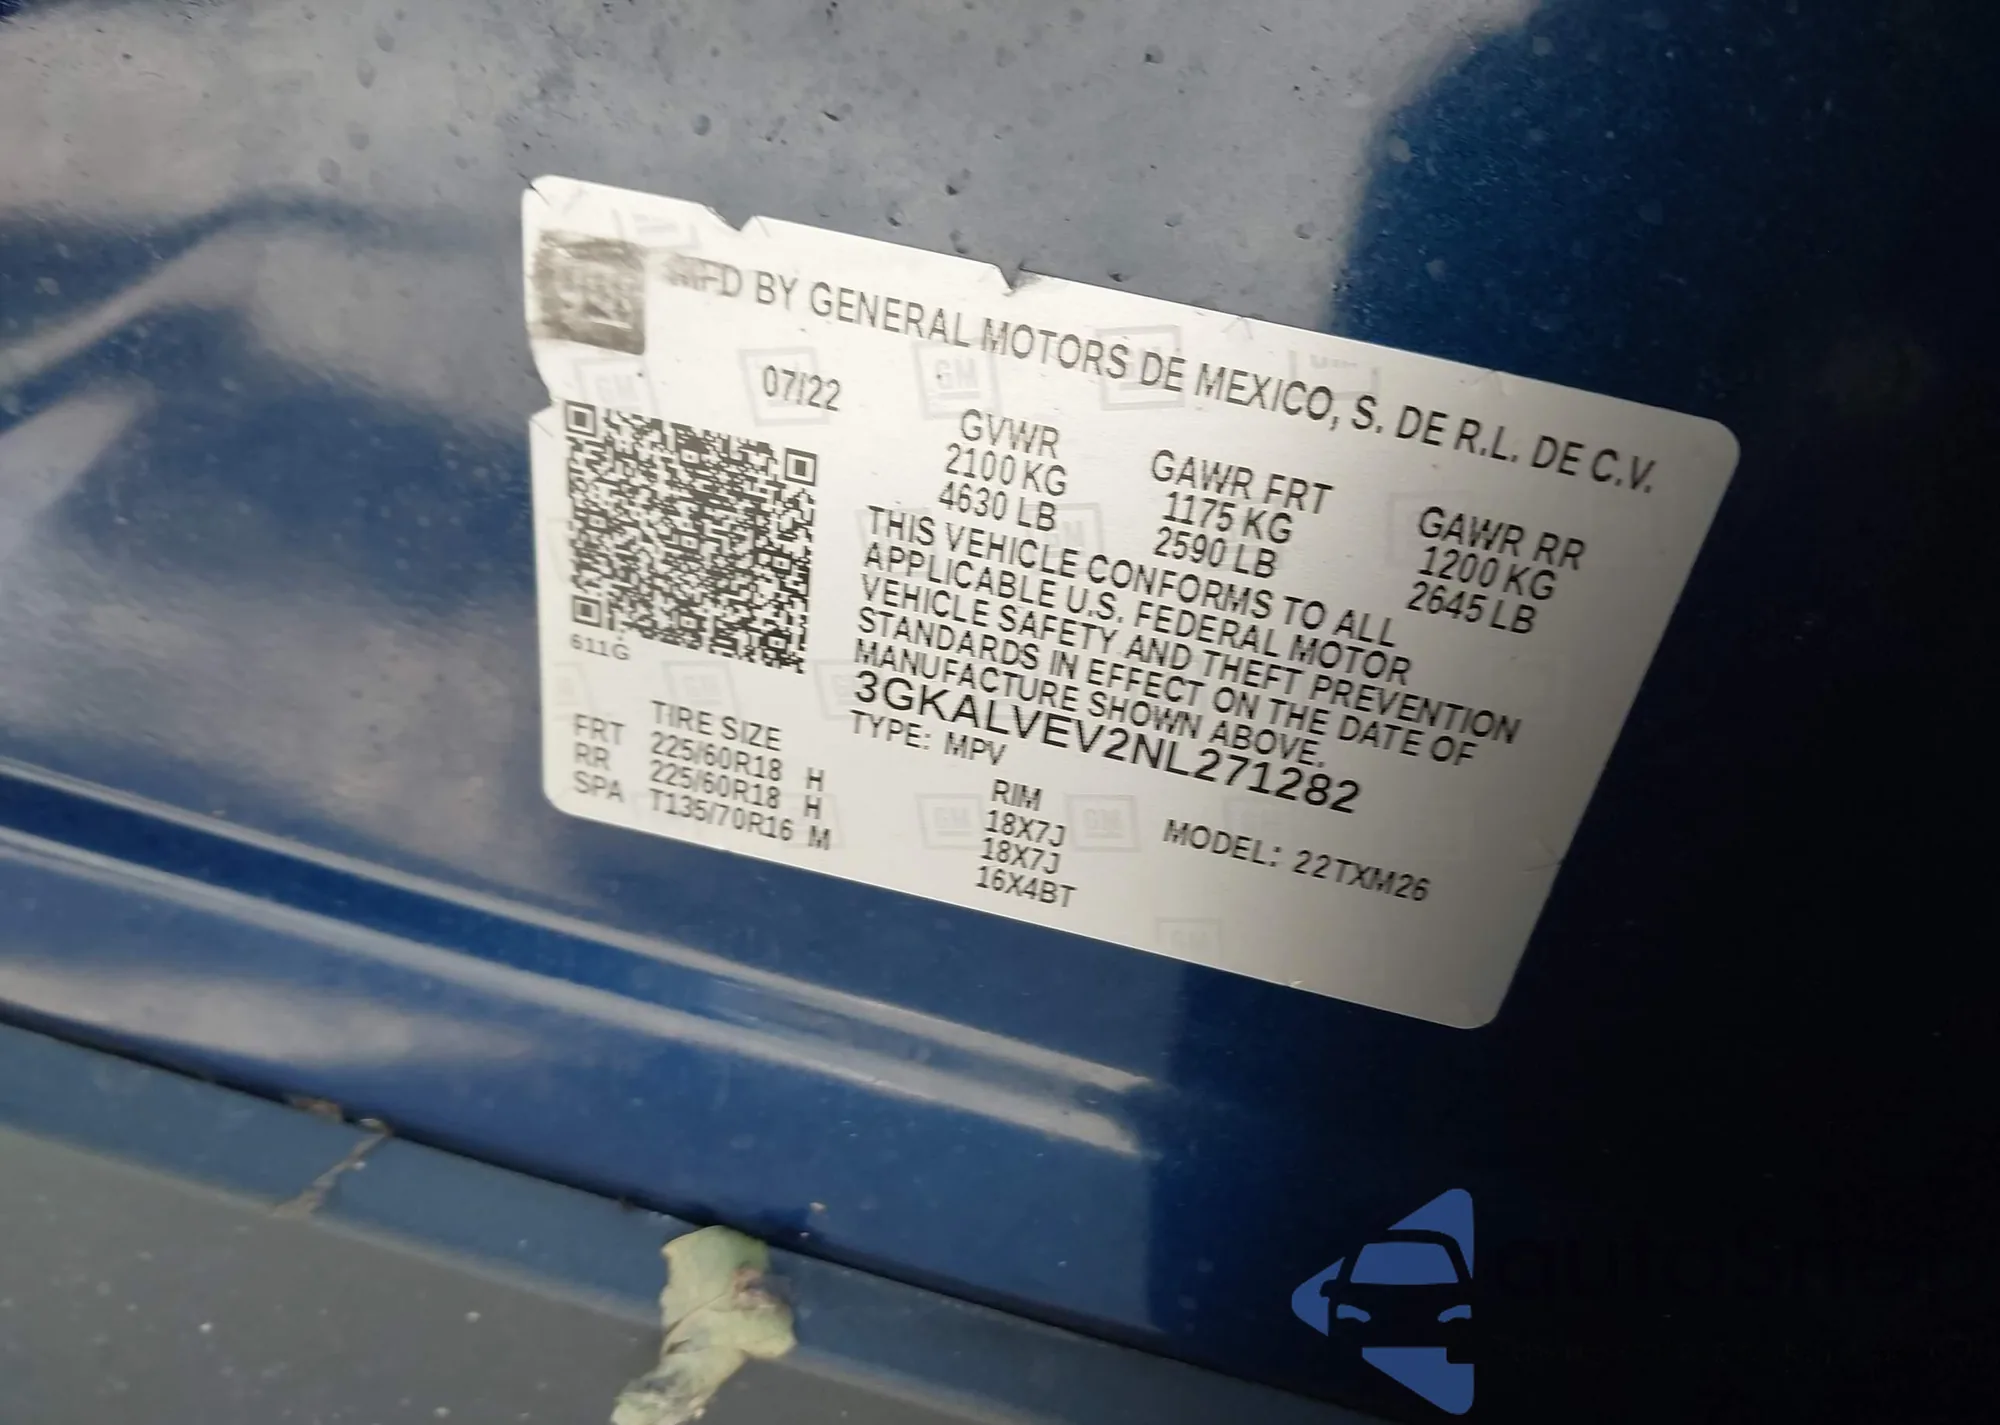 MFD BY GENERAL MOTORS DE MEXICO, S. DE R.L. DE C.V.
07/22
GVWR GAWR FRT GAWR RR
2100 KG 1175 KG 1200 KG
4630 LB 2590 LB 2645 LB
THIS VEHICLE CONFORMS TO ALL
APPLICABLE U.S. FEDERAL MOTOR
VEHICLE SAFETY AND THEFT PREVENTION
STANDARDS IN EFFECT ON THE DATE OF
MANUFACTURE SHOWN ABOVE.
3GKALVEV2NL271282
TYPE: MPV
MODEL: 22TXM26
611G
TIRE SIZE RIM
FRT 225/60R18 H 18X7J
RR 225/60R18 H 18X7J
SPA T135/70R16 M 16X4BT